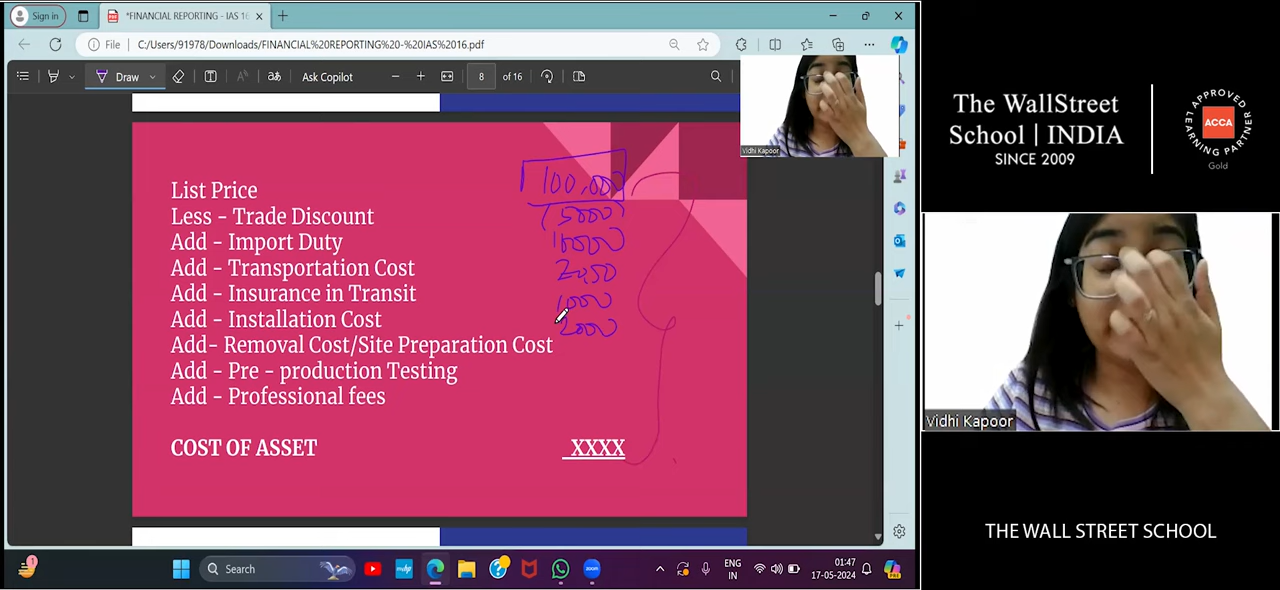 Sign in
*FINANCIAL REPORTING - IAS 16
File
C:/Users/91978/Downloads/FINANCIAL%20REPORTING%20-%20IAS%2016.pdf
Draw
Ask Copilot
8 of 16
Vidhi Kapoor
List Price 100,000
Less - Trade Discount (5000)
Add - Import Duty
Add - Transportation Cost
Add - Insurance in Transit 1000
Add - Installation Cost 2000
Add- Removal Cost/Site Preparation Cost
Add - Pre - production Testing
Add - Professional fees
COST OF ASSET XXXX
Search
ENG
IN
01:47
17-05-2024
The WallStreet
School | INDIA
SINCE 2009
APPROVED
LEARNING PARTNER
ACCA
Gold
Vidhi Kapoor
THE WALL STREET SCHOOL